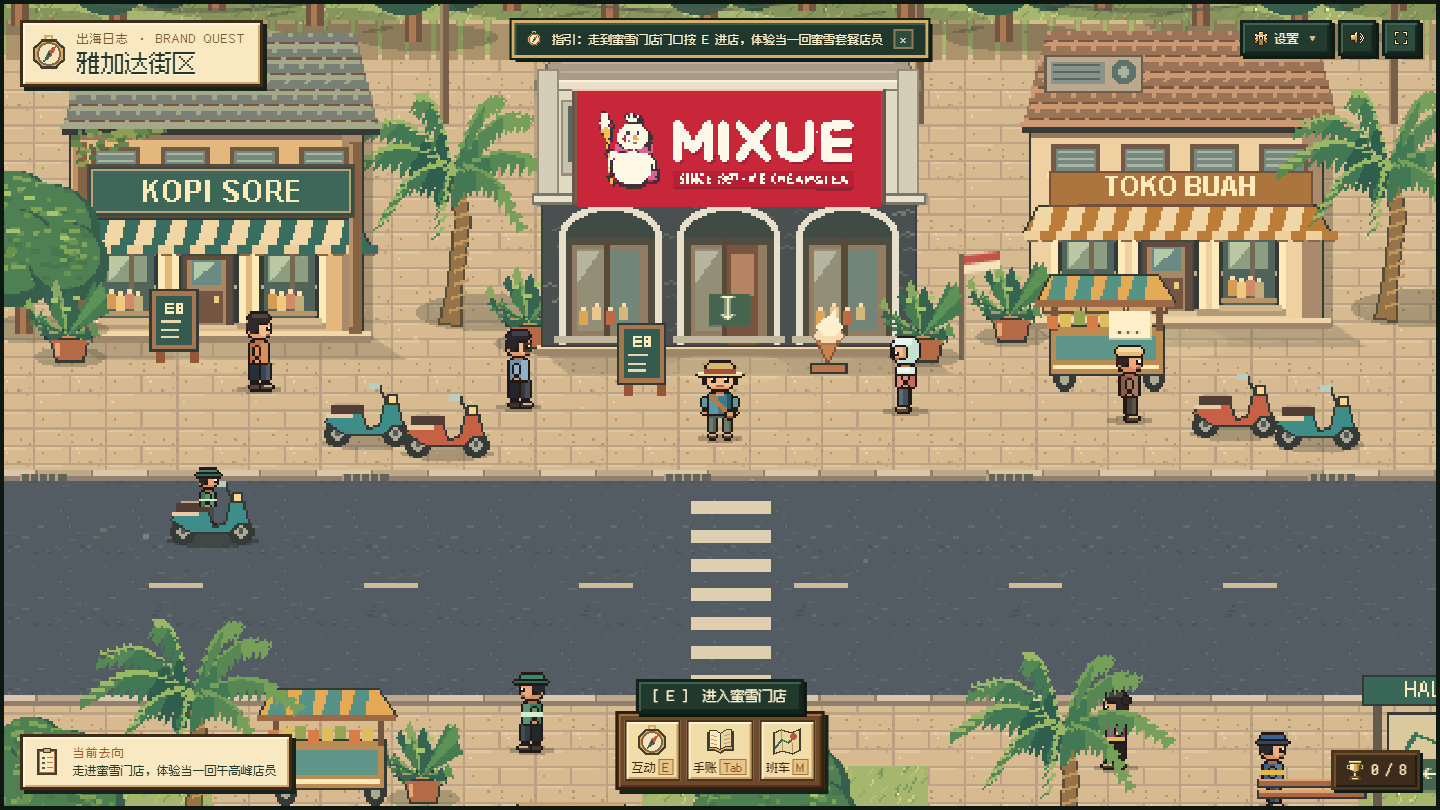 出海日志 · BRAND QUEST
雅加达街区
指引：走到蜜雪门店门口按 E 进店，体验当一回蜜雪套餐店员
×
设置 ▼
MIXUE
KOPI SORE
TOKO BUAH
...
[ E ] 进入蜜雪门店
互动 E
手账 Tab
班车 M
当前去向
走进蜜雪门店，体验当一回午高峰店员
HAL
0 / 8